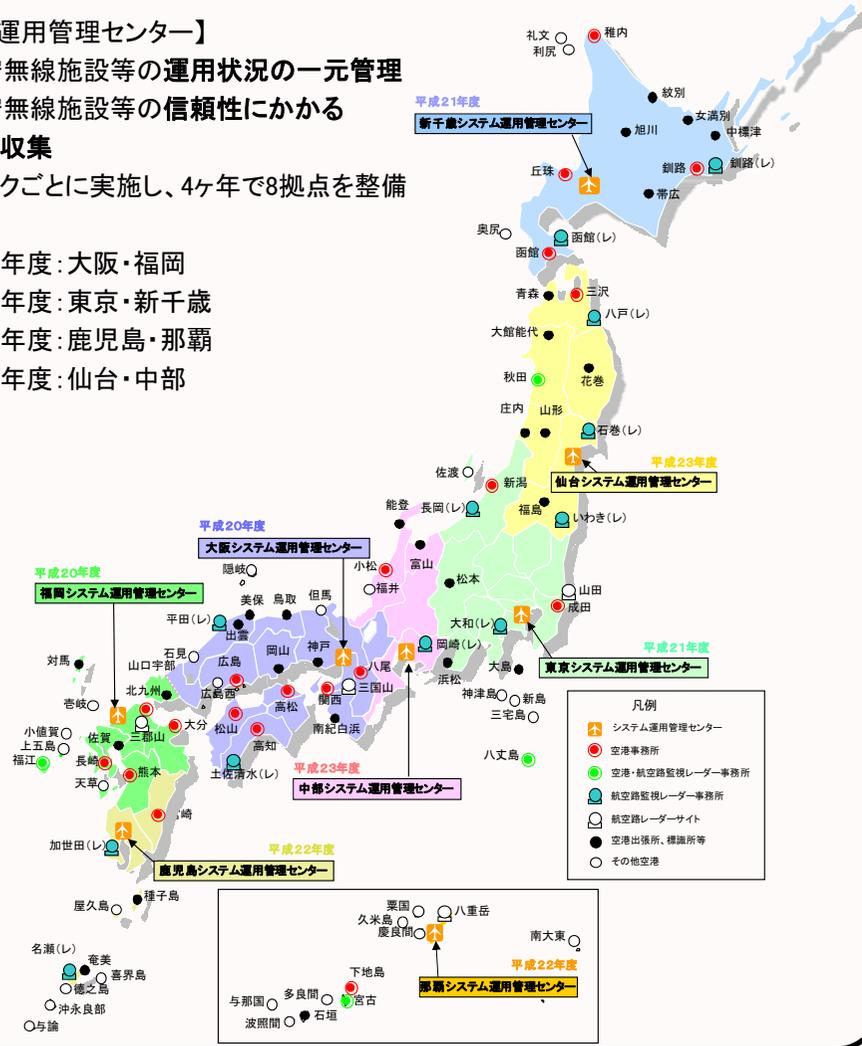 運用管理センター】
無線施設等の運用状況の一元管理
無線施設等の信頼性にかかる
収集
クごとに実施し、4ヶ年で8拠点を整備
年度：大阪・福岡
年度：東京・新千歳
年度：鹿児島・那覇
年度：仙台・中部
礼文
利尻
稚内
平成21年度
新千歳システム運用管理センター
紋別
女満別
旭川
中標津
丘珠
釧路
釧路(レ)
帯広
奥尻
函館(レ)
函館
青森
三沢
八戸(レ)
大館能代
秋田
花巻
庄内
山形
石巻(レ)
平成23年度
仙台システム運用管理センター
佐渡
新潟
能登
長岡(レ)
福島
いわき(レ)
平成20年度
大阪システム運用管理センター
小松
富山
福井
松本
山田
成田
平成20年度
福岡システム運用管理センター
隠岐
美保
鳥取
但馬
平田(レ)
出雲
大和(レ)
岡崎(レ)
平成21年度
東京システム運用管理センター
石見
岡山
神戸
対馬
山口宇部
広島
八尾
浜松
大島
北九州
広島西
関西
三国山
神津島
新島
壱岐
高松
三宅島
小値賀
佐賀
三郡山
大分
松山
南紀白浜
上五島
高知
福江
長崎
熊本
土佐清水(レ)
平成23年度
中部システム運用管理センター
八丈島
天草
宮崎
加世田(レ)
平成22年度
鹿児島システム運用管理センター
凡例
システム運用管理センター
空港事務所
空港・航空路監視レーダー事務所
航空路監視レーダー事務所
航空路レーダーサイト
空港出張所、標識所等
その他空港
屋久島
種子島
名瀬(レ)
奄美
喜界島
徳之島
沖永良部
与論
粟国
八重岳
久米島
慶良間
南大東
平成22年度
那覇システム運用管理センター
下地島
与那国
多良間
宮古
波照間
石垣